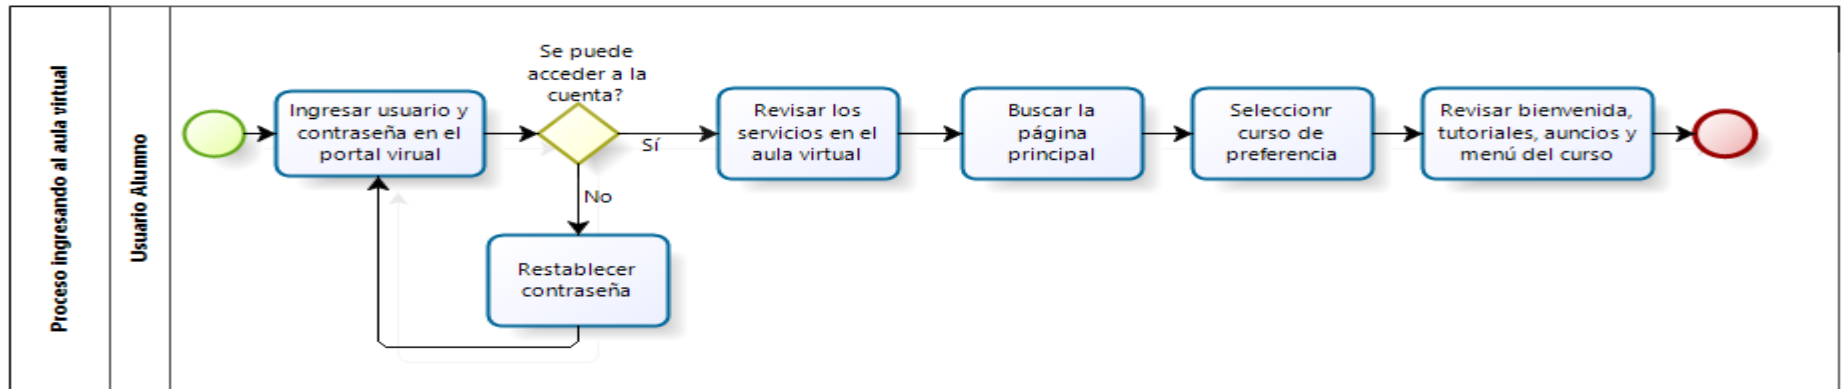 Proceso ingresando al aula virtual
Usuario Alumno
Ingresar usuario y
contraseña en el
portal virual
Se puede
acceder a la
cuenta?
Sí
No
Restablecer
contraseña
Revisar los
servicios en el
aula virtual
Buscar la
página
principal
Seleccionr
curso de
preferencia
Revisar bienvenida,
tutoriales, auncios y
menú del curso